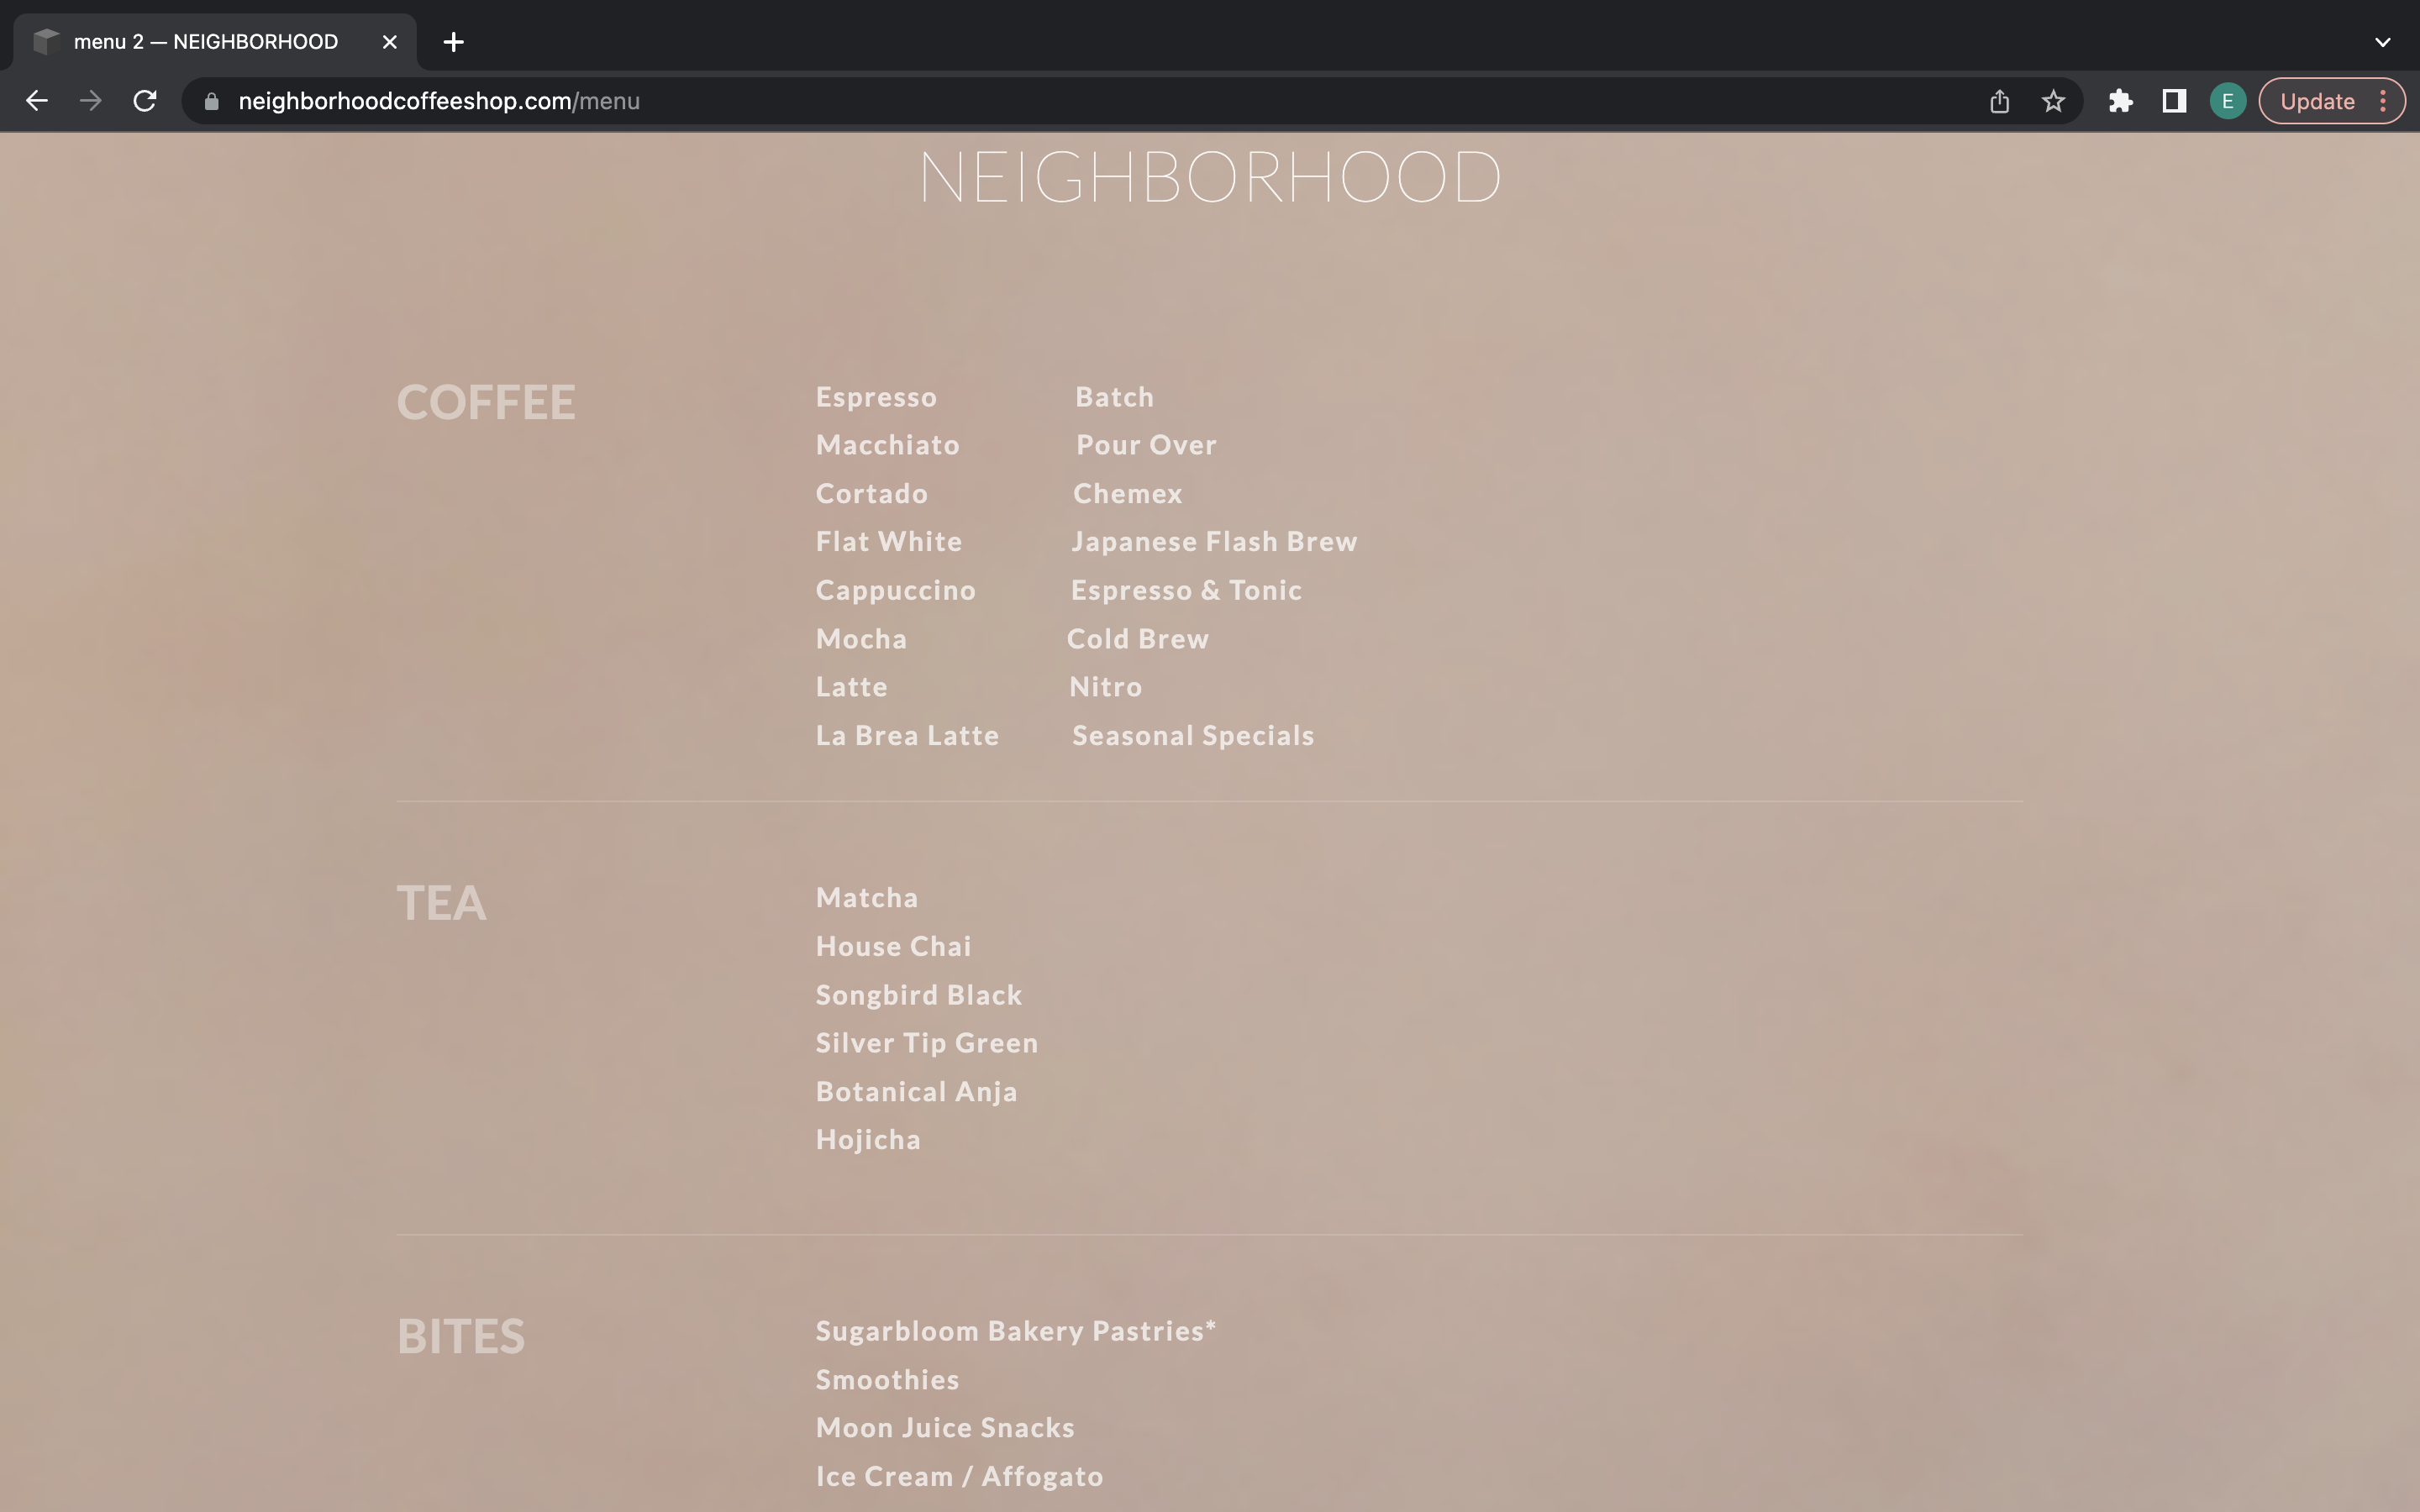 menu 2 — NEIGHBORHOOD
neighborhoodcoffeeshop.com/menu
E
Update
NEIGHBORHOOD
COFFEE
Espresso Batch
Macchiato Pour Over
Cortado Chemex
Flat White Japanese Flash Brew
Cappuccino Espresso & Tonic
Mocha Cold Brew
Latte Nitro
La Brea Latte Seasonal Specials
TEA
Matcha
House Chai
Songbird Black
Silver Tip Green
Botanical Anja
Hojicha
BITES
Sugarbloom Bakery Pastries*
Smoothies
Moon Juice Snacks
Ice Cream / Affogato